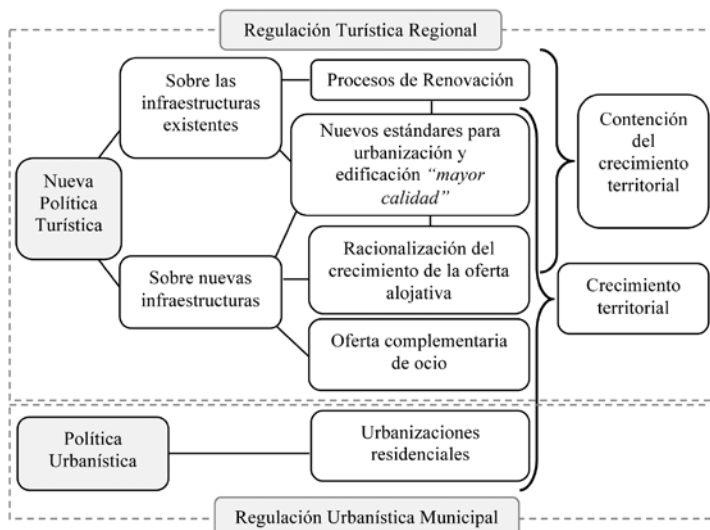 Regulación Turística Regional
Sobre las
infraestructuras
existentes
Procesos de Renovación
Nuevos estándares para
urbanización y
edificación “mayor
calidad”
Contención
del
crecimiento
territorial
Nueva
Política
Turística
Sobre nuevas
infraestructuras
Racionalización del
crecimiento de la oferta
alojativa
Crecimiento
territorial
Oferta complementaria
de ocio
Política
Urbanística
Urbanizaciones
residenciales
Regulación Urbanística Municipal